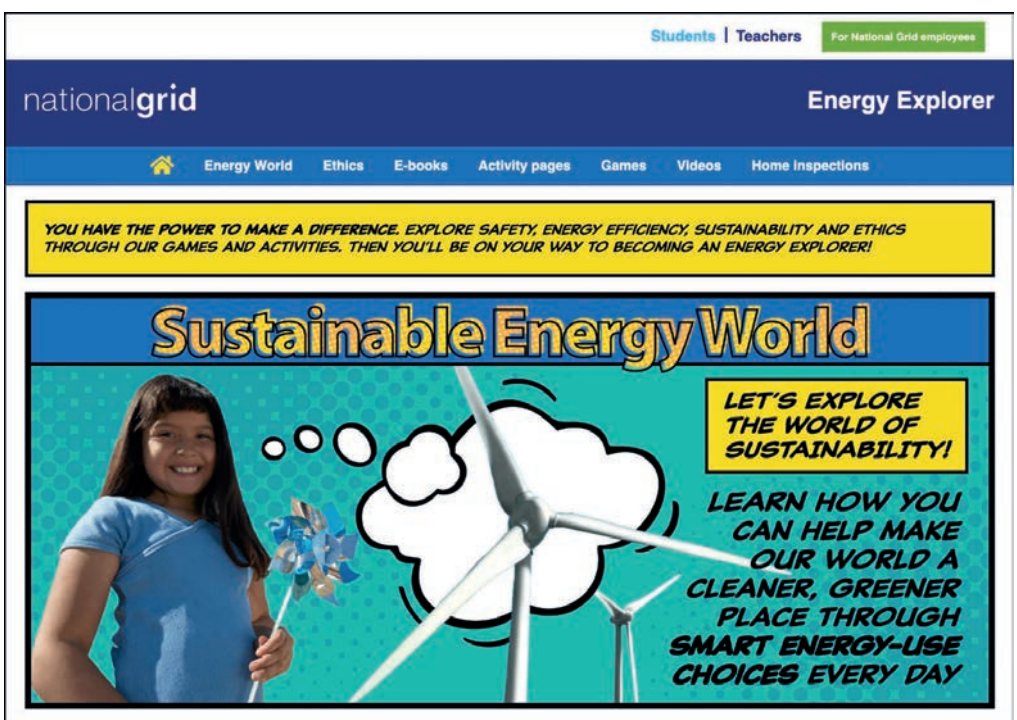 Students | Teachers For National Grid employees
nationalgrid Energy Explorer
Energy World Ethics E-books Activity pages Games Videos Home inspections
YOU HAVE THE POWER TO MAKE A DIFFERENCE. EXPLORE SAFETY, ENERGY EFFICIENCY, SUSTAINABILITY AND ETHICS
THROUGH OUR GAMES AND ACTIVITIES. THEN YOU'LL BE ON YOUR WAY TO BECOMING AN ENERGY EXPLORER!
Sustainable Energy World
LET'S EXPLORE
THE WORLD OF
SUSTAINABILITY!
LEARN HOW YOU
CAN HELP MAKE
OUR WORLD A
CLEANER, GREENER
PLACE THROUGH
SMART ENERGY-USE
CHOICES EVERY DAY